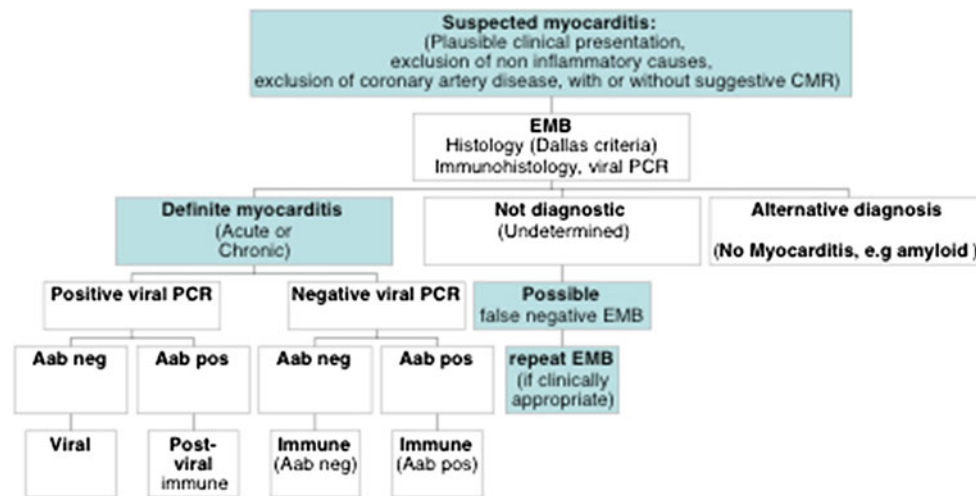 Suspected myocarditis:
(Plausible clinical presentation,
exclusion of non inflammatory causes,
exclusion of coronary artery disease, with or without suggestive CMR)
EMB
Histology (Dallas criteria)
Immunohistology, viral PCR
Definite myocarditis
(Acute or
Chronic)
Not diagnostic
(Undetermined)
Alternative diagnosis
(No Myocarditis, e.g amyloid )
Positive viral PCR
Negative viral PCR
Possible
false negative EMB
Aab neg
Aab pos
Aab neg
Aab pos
repeat EMB
(if clinically
appropriate)
Viral
Post-
viral
immune
Immune
(Aab neg)
Immune
(Aab pos)